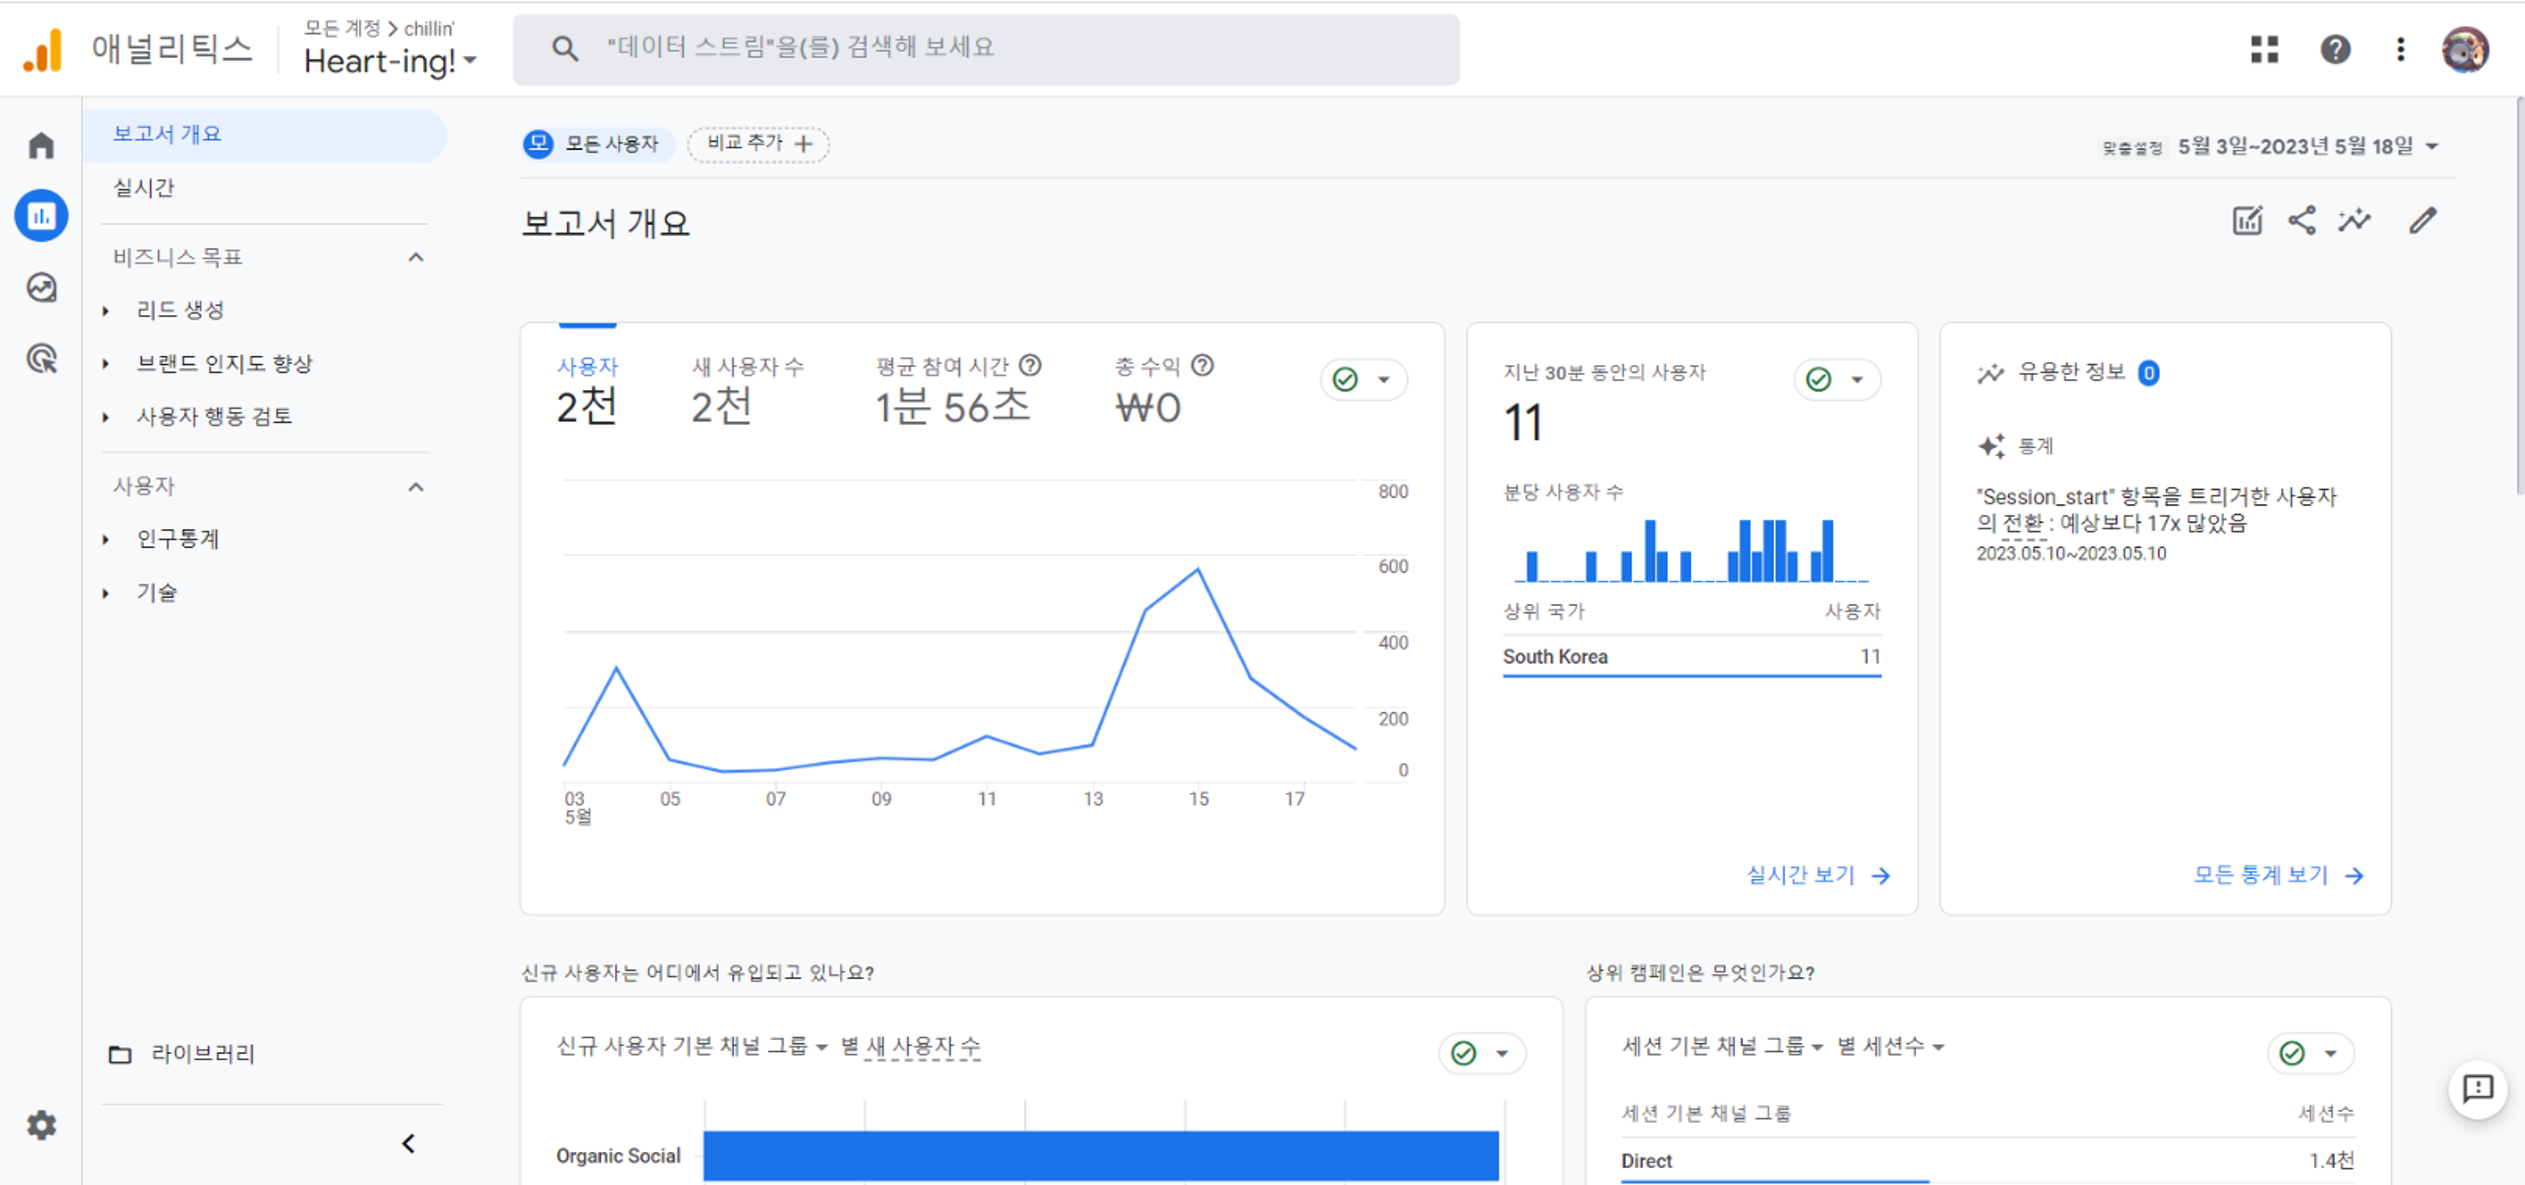 애널리틱스
모든 계정 > chillin'
Heart-ing!
"데이터 스트림"을(를) 검색해 보세요
보고서 개요
실시간
비즈니스 목표
리드 생성
브랜드 인지도 향상
사용자 행동 검토
사용자
인구통계
기술
라이브러리
모 모든 사용자
비교 추가 +
맞춤설정 5월 3일~2023년 5월 18일
보고서 개요
사용자
2천
새 사용자 수
2천
평균 참여 시간
1분 56초
총 수익
₩0
800
600
400
200
0
03
5월
05
07
09
11
13
15
17
지난 30분 동안의 사용자
11
분당 사용자 수
상위 국가 사용자
South Korea 11
실시간 보기 →
유용한 정보 0
통계
"Session_start" 항목을 트리거한 사용자
의 전환 : 예상보다 17x 많았음
2023.05.10~2023.05.10
모든 통계 보기 →
신규 사용자는 어디에서 유입되고 있나요?
신규 사용자 기본 채널 그룹 별 새 사용자 수
Organic Social
상위 캠페인은 무엇인가요?
세션 기본 채널 그룹 별 세션수
세션 기본 채널 그룹 세션수
Direct 1.4천